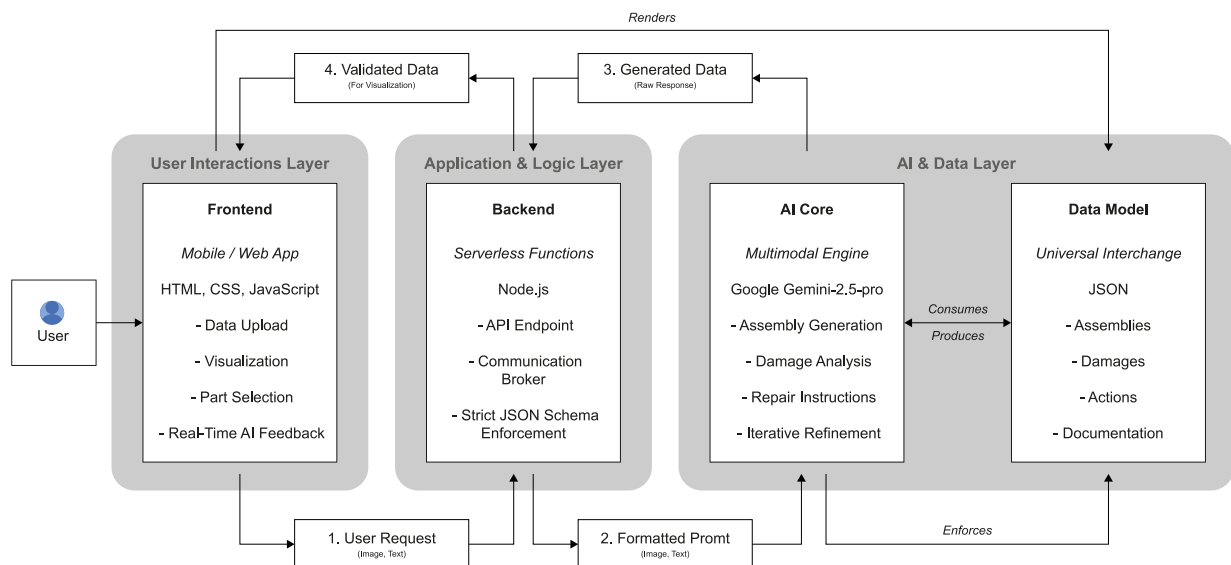 Renders
4. Validated Data
(For Visualization)
3. Generated Data
(Raw Response)
User Interactions Layer
Application & Logic Layer
AI & Data Layer
User
Frontend
Mobile / Web App
HTML, CSS, JavaScript
- Data Upload
- Visualization
- Part Selection
- Real-Time AI Feedback
Backend
Serverless Functions
Node.js
- API Endpoint
- Communication
Broker
- Strict JSON Schema
Enforcement
AI Core
Multimodal Engine
Google Gemini-2.5-pro
- Assembly Generation
- Damage Analysis
- Repair Instructions
- Iterative Refinement
Consumes
Produces
Data Model
Universal Interchange
JSON
- Assemblies
- Damages
- Actions
- Documentation
1. User Request
(Image, Text)
2. Formatted Promt
(Image, Text)
Enforces